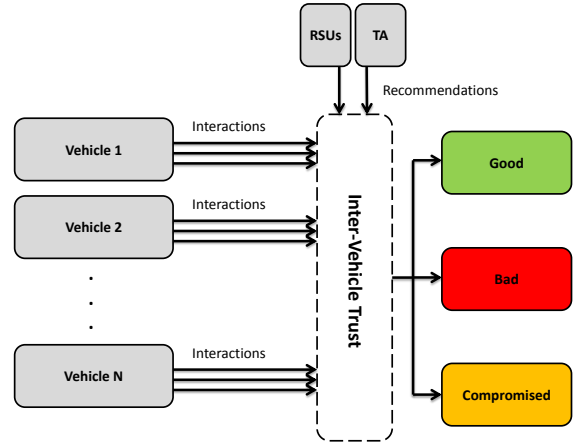 RSUs
TA
Recommendations
Interactions
Vehicle 1
Good
Interactions
Vehicle 2
Inter-Vehicle Trust
Bad
.
.
.
Interactions
Vehicle N
Compromised